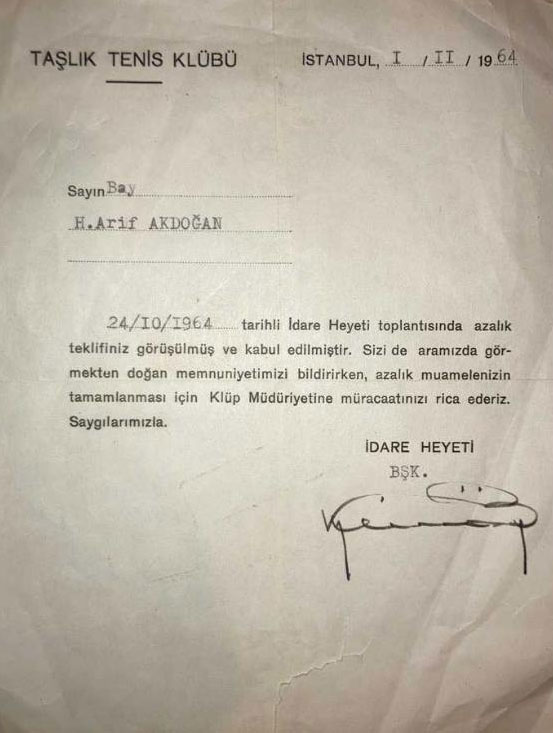 TAŞLIK TENİS KLÜBÜ
İSTANBUL, I / II / 1964
Sayın Bay
H.Arif AKDOĞAN
24/IO/I964 tarihli İdare Heyeti toplantısında azalık
teklifiniz görüşülmüş ve kabul edilmiştir. Sizi de aramızda gör-
mekten doğan memnuniyetimizi bildirirken, azalık muamelenizin
tamamlanması için Klüp Müdüriyetine müracaatınızı rica ederiz.
Saygılarımızla.
İDARE HEYETİ
BŞK.